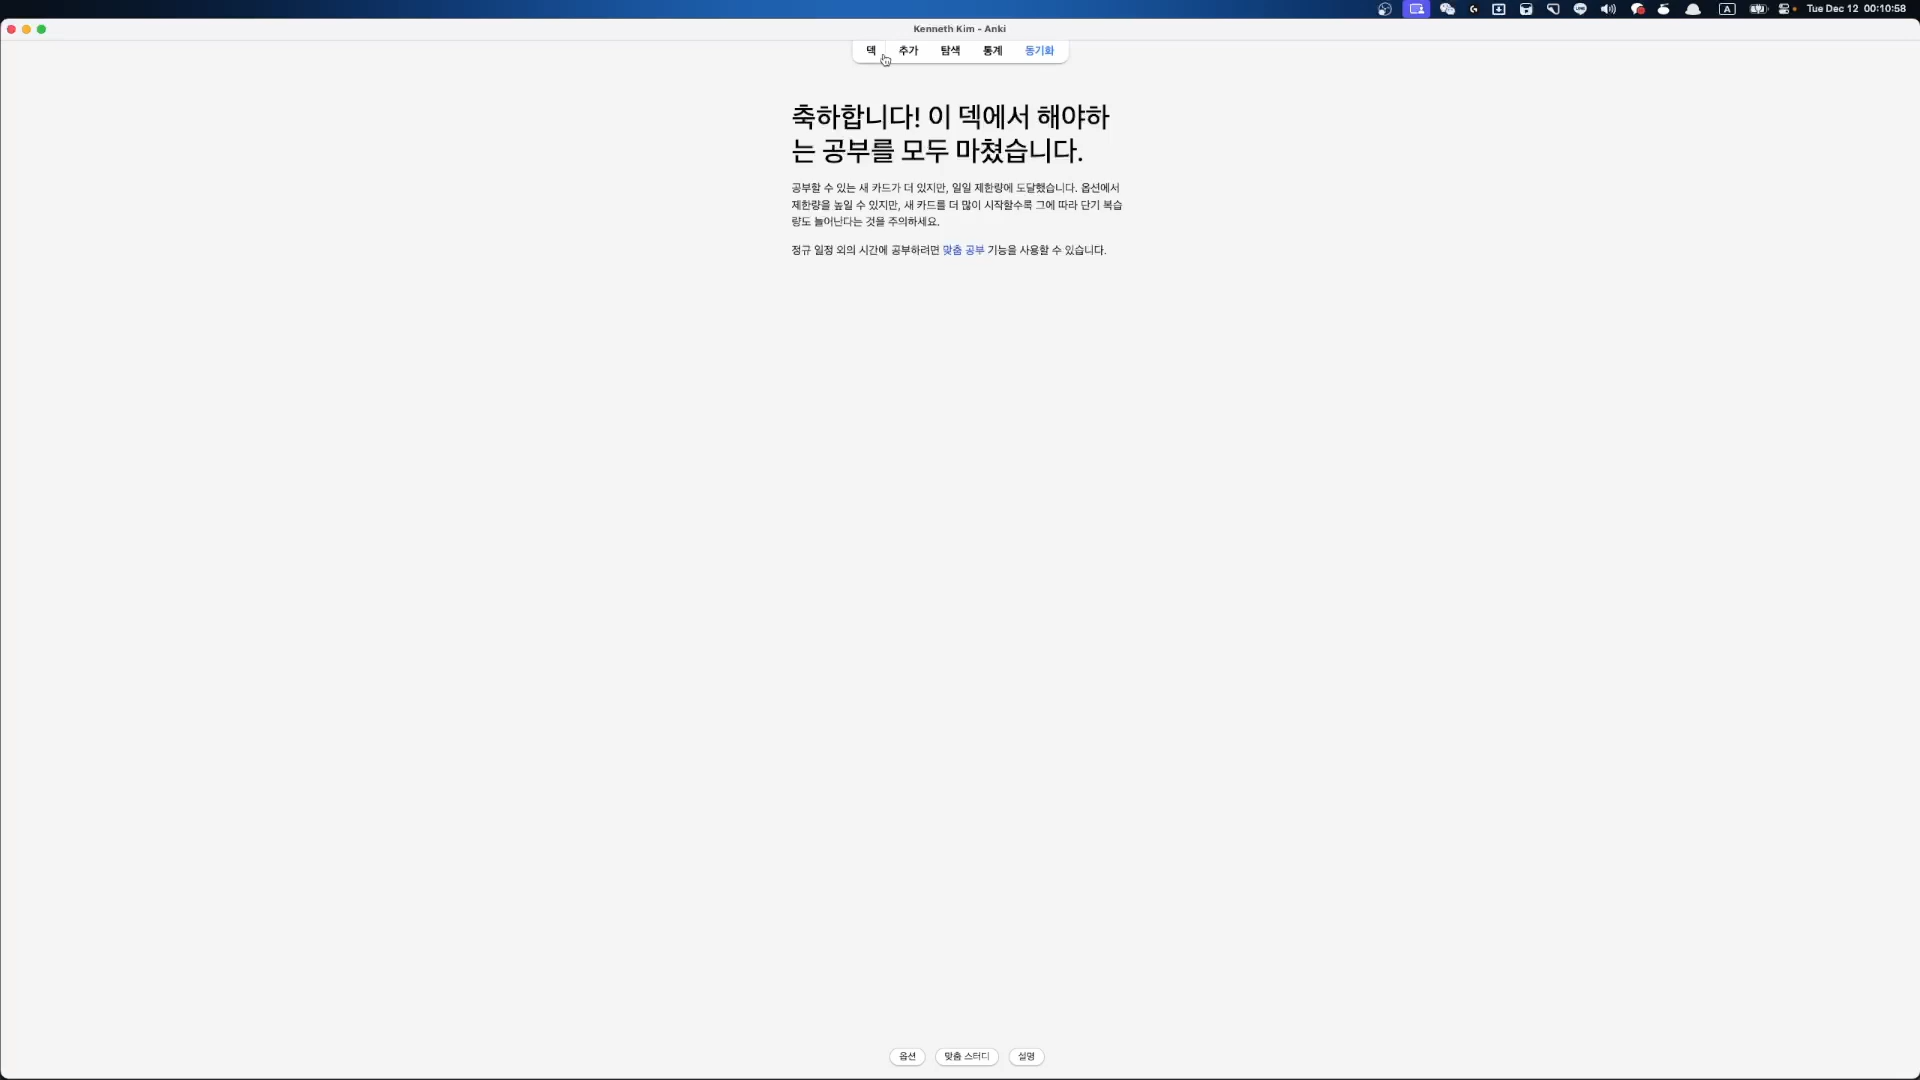 Tue Dec 12 00:10:58
Kenneth Kim - Anki
덱 추가 탐색 통계 동기화
축하합니다! 이 덱에서 해야하
는 공부를 모두 마쳤습니다.
공부할 수 있는 새 카드가 더 있지만, 일일 제한량에 도달했습니다. 옵션에서
제한량을 높일 수 있지만, 새 카드를 더 많이 시작할수록 그에 따라 단기 복습
량도 늘어난다는 것을 주의하세요.
정규 일정 외의 시간에 공부하려면 맞춤 공부 기능을 사용할 수 있습니다.
옵션 맞춤 스터디 설명